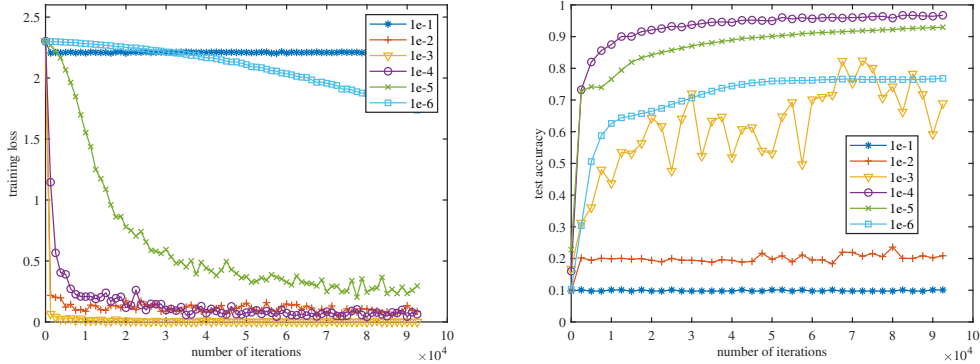 2.5
2
1.5
1
0.5
0
training loss
0 1 2 3 4 5 6 7 8 9 10
number of iterations
×10⁴
1e-1
1e-2
1e-3
1e-4
1e-5
1e-6
1
0.9
0.8
0.7
0.6
0.5
0.4
0.3
0.2
0.1
0
test accuracy
0 1 2 3 4 5 6 7 8 9 10
number of iterations
×10⁴
1e-1
1e-2
1e-3
1e-4
1e-5
1e-6